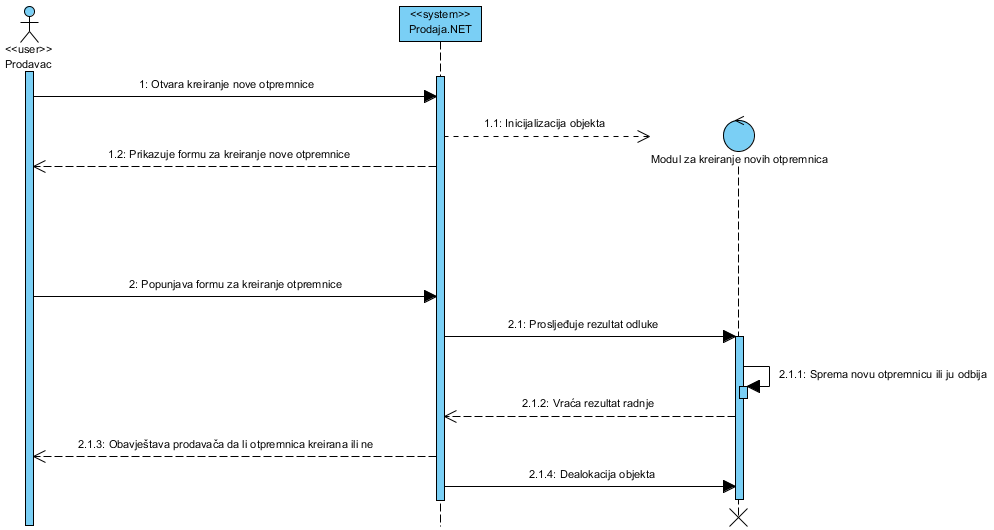 <<user>>
Prodavac
<<system>>
Prodaja.NET
1: Otvara kreiranje nove otpremnice
1.1: Inicijalizacija objekta
Modul za kreiranje novih otpremnica
1.2: Prikazuje formu za kreiranje nove otpremnice
2: Popunjava formu za kreiranje otpremnice
2.1: Prosljeđuje rezultat odluke
2.1.1: Sprema novu otpremnicu ili ju odbija
2.1.2: Vraća rezultat radnje
2.1.3: Obavještava prodavača da li otpremnica kreirana ili ne
2.1.4: Dealokacija objekta